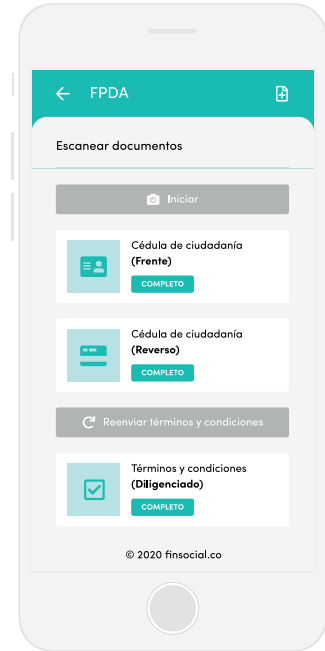 FPDA
Escanear documentos
Iniciar
Cédula de ciudadanía
(Frente)
COMPLETO
Cédula de ciudadanía
(Reverso)
COMPLETO
Reenviar términos y condiciones
Términos y condiciones
(Diligenciado)
COMPLETO
© 2020 finsocial.co